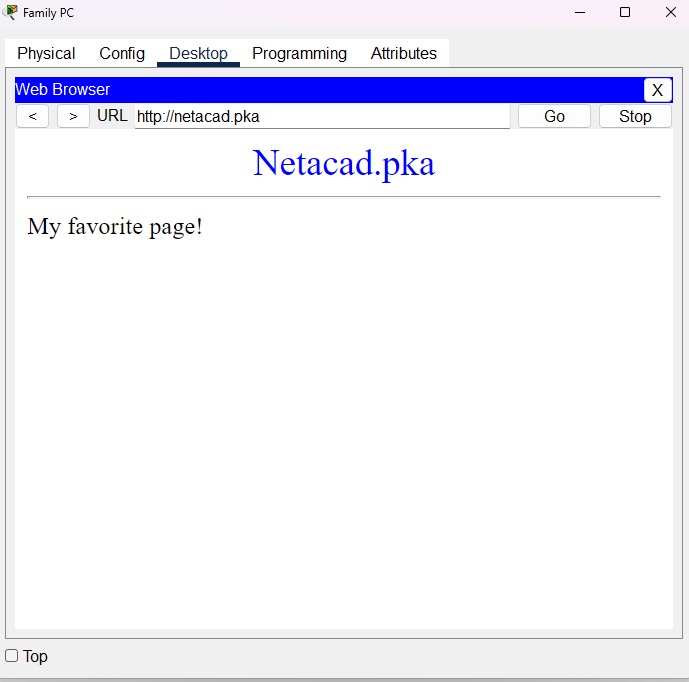 Family PC
Physical Config Desktop Programming Attributes
Web Browser X
< > URL http://netacad.pka Go Stop
Netacad.pka
My favorite page!
Top